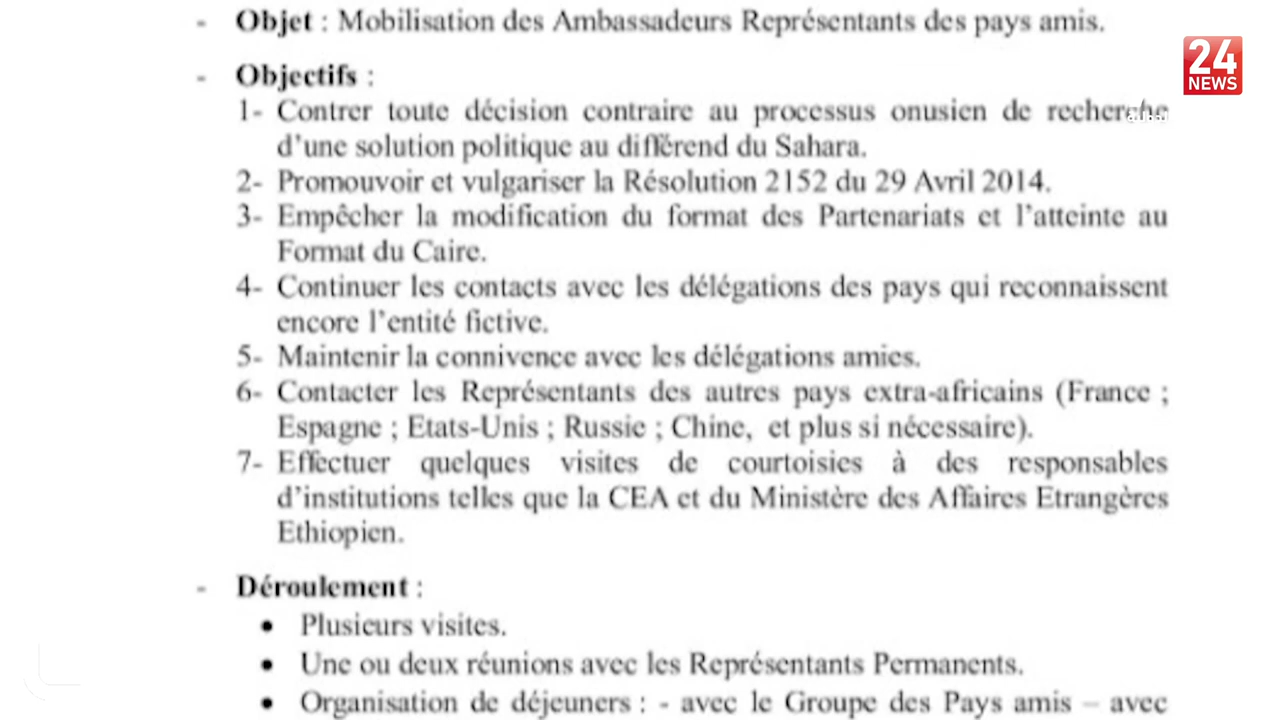 - Objet : Mobilisation des Ambassadeurs Représentants des pays amis.
24
NEWS
- Objectifs :
1- Contrer toute décision contraire au processus onusien de recherche
d’une solution politique au différend du Sahara.
2- Promouvoir et vulgariser la Résolution 2152 du 29 Avril 2014.
3- Empêcher la modification du format des Partenariats et l’atteinte au
Format du Caire.
4- Continuer les contacts avec les délégations des pays qui reconnaissent
encore l’entité fictive.
5- Maintenir la connivence avec les délégations amies.
6- Contacter les Représentants des autres pays extra-africains (France ;
Espagne ; Etats-Unis ; Russie ; Chine, et plus si nécessaire).
7- Effectuer quelques visites de courtoisies à des responsables
d’institutions telles que la CEA et du Ministère des Affaires Etrangères
Ethiopien.
- Déroulement :
• Plusieurs visites.
• Une ou deux réunions avec les Représentants Permanents.
• Organisation de déjeuners : - avec le Groupe des Pays amis – avec